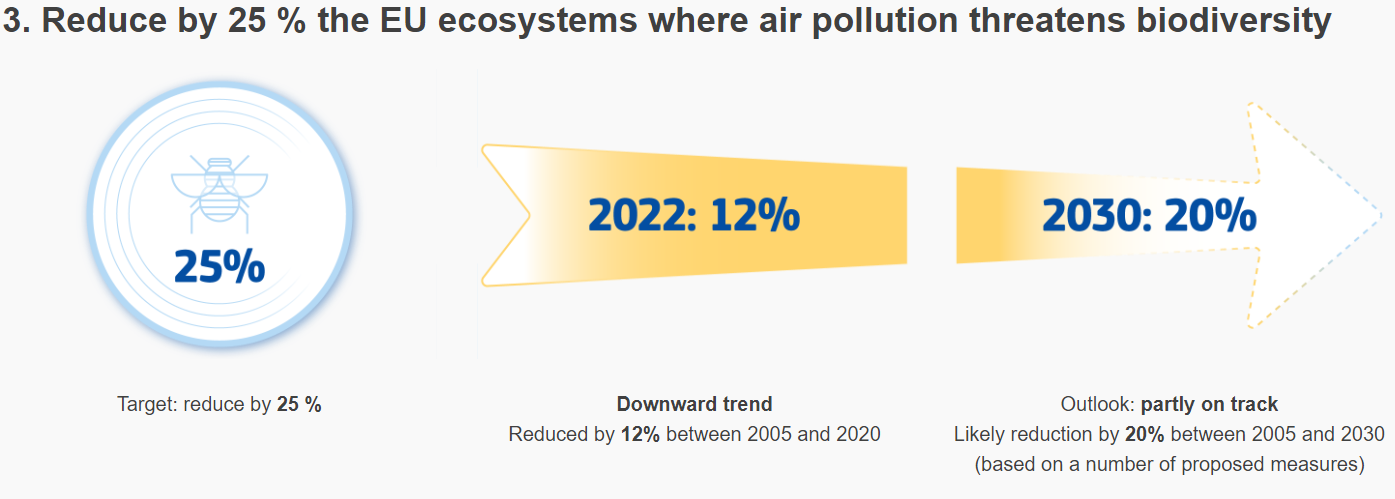 3. Reduce by 25 % the EU ecosystems where air pollution threatens biodiversity
25%
2022: 12%
2030: 20%
Target: reduce by 25 %
Downward trend
Reduced by 12% between 2005 and 2020
Outlook: partly on track
Likely reduction by 20% between 2005 and 2030
(based on a number of proposed measures)